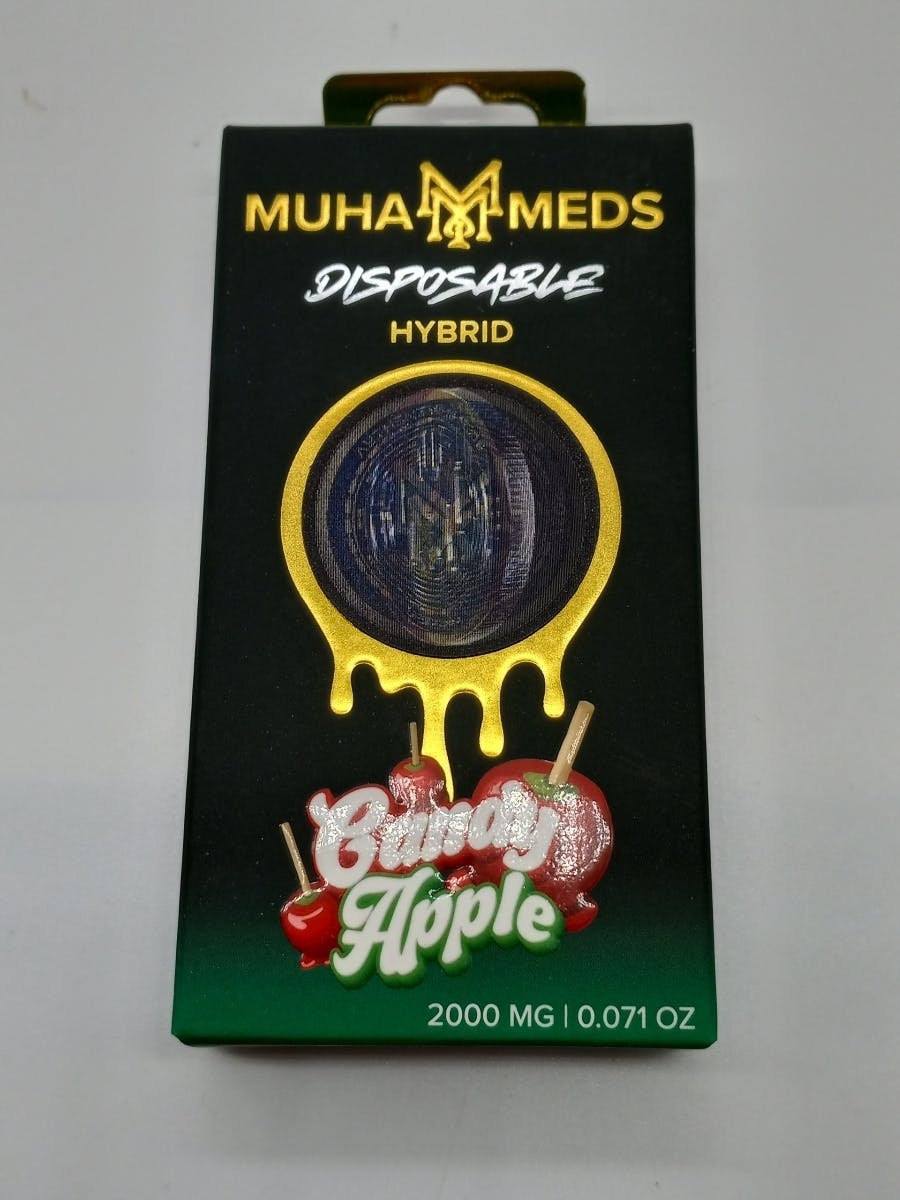 MUHA MEDS
DISPOSABLE
HYBRID
Candy
Apple
2000 MG | 0.071 OZ